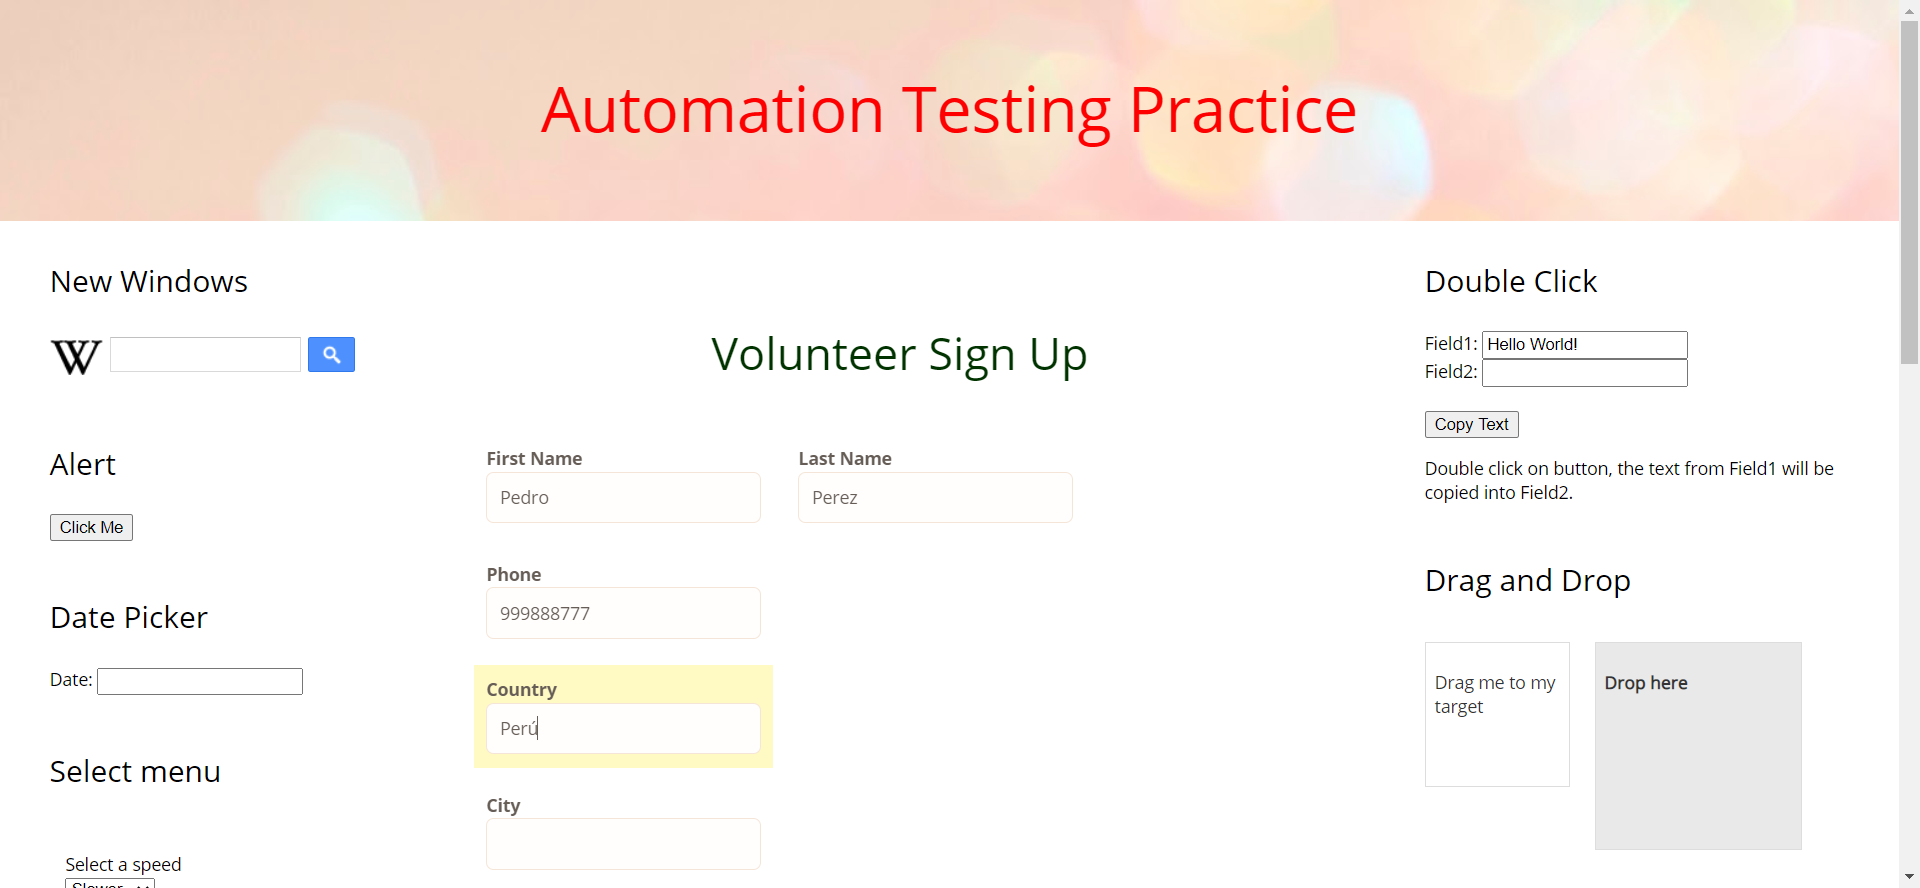 Automation Testing Practice
New Windows
W
Alert
Click Me
Date Picker
Date:
Select menu
Select a speed
Slower
Volunteer Sign Up
First Name
Pedro
Last Name
Perez
Phone
999888777
Country
Perú
City
Double Click
Field1: Hello World!
Field2:
Copy Text
Double click on button, the text from Field1 will be
copied into Field2.
Drag and Drop
Drag me to my
target
Drop here